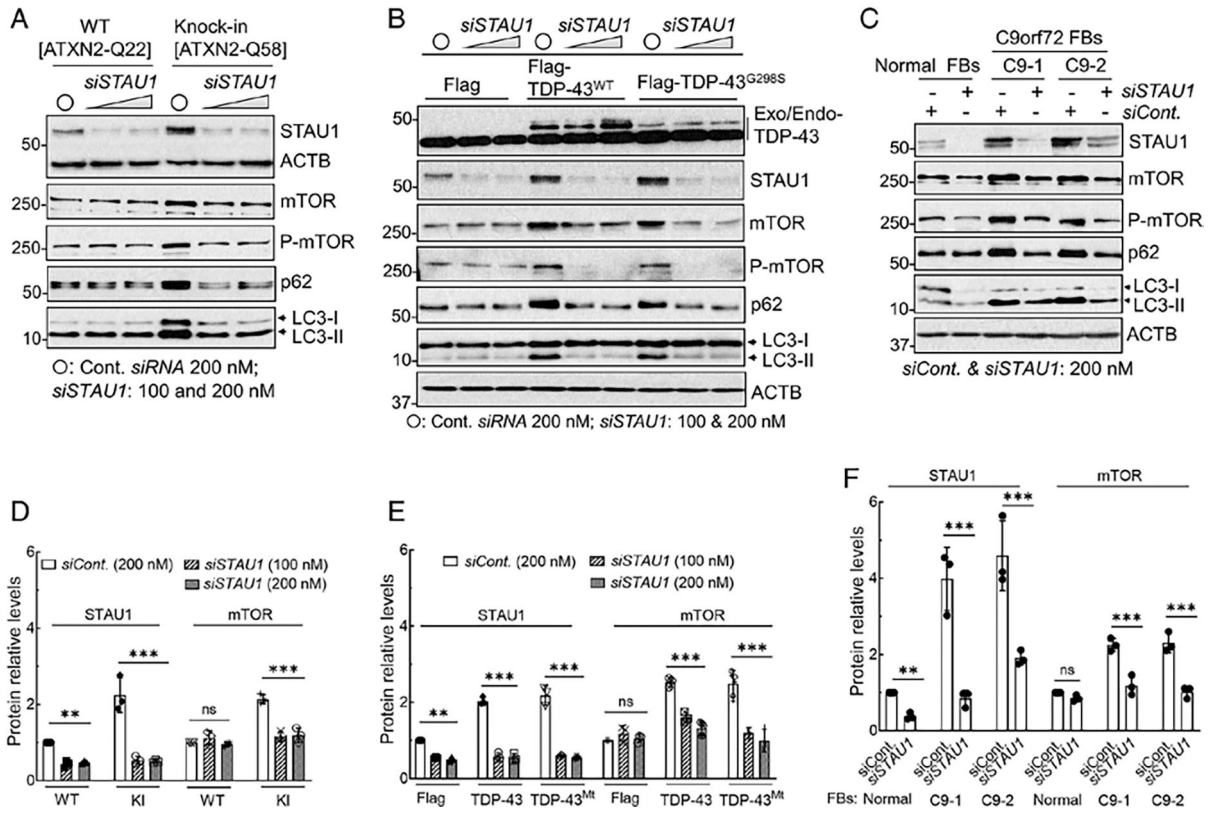 A
WT
[ATXN2-Q22]
Knock-in
[ATXN2-Q58]
siSTAU1 siSTAU1
STAU1
50
ACTB
mTOR
250
P-mTOR
250
p62
50
LC3-I
10 LC3-II
O: Cont. siRNA 200 nM;
siSTAU1: 100 and 200 nM
B
siSTAU1 siSTAU1 siSTAU1
Flag
Flag-
TDP-43WT
Flag-TDP-43G298S
50
Exo/Endo-
TDP-43
STAU1
50
mTOR
250
P-mTOR
250
p62
50
LC3-I
10 LC3-II
ACTB
37
O: Cont. siRNA 200 nM; siSTAU1: 100 & 200 nM
C
C9orf72 FBs
Normal FBs C9-1 C9-2
- + - + - + siSTAU1
+ - + - + - siCont.
STAU1
50
mTOR
250
P-mTOR
250
p62
50
LC3-I
10 LC3-II
ACTB
37
siCont. & siSTAU1: 200 nM
D
Protein relative levels
6
4
2
0
siCont. (200 nM) siSTAU1 (100 nM)
siSTAU1 (200 nM)
STAU1 mTOR
** *** ns ***
WT KI WT KI
E
Protein relative levels
6
4
2
0
siCont. (200 nM) siSTAU1 (100 nM)
siSTAU1 (200 nM)
STAU1 mTOR
** *** *** ns *** ***
Flag TDP-43 TDP-43Mt Flag TDP-43 TDP-43Mt
F
STAU1 mTOR
Protein relative levels
6
4
2
0
** *** *** ns *** ***
siCont. siSTAU1 siCont. siSTAU1 siCont. siSTAU1 siCont. siSTAU1 siCont. siSTAU1 siCont. siSTAU1
FBs: Normal C9-1 C9-2 Normal C9-1 C9-2